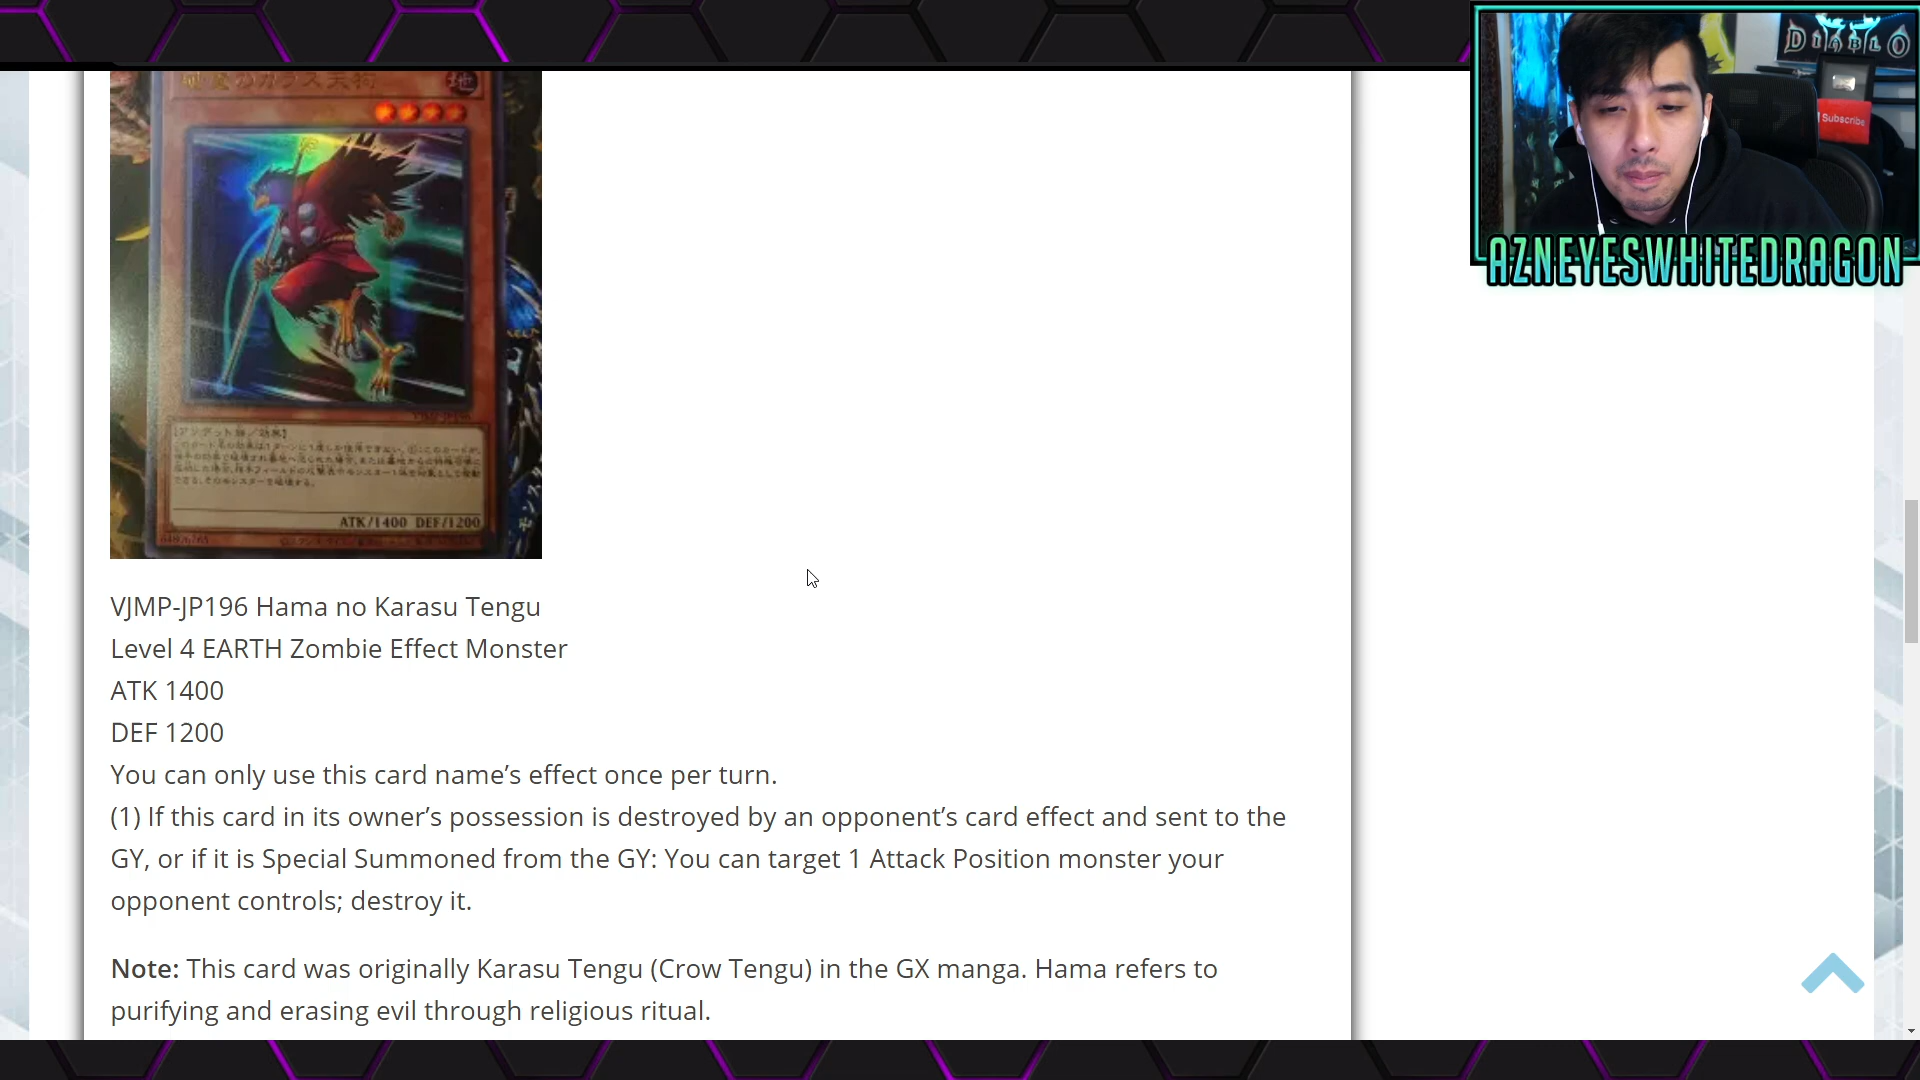 地
DIABLO
Subscribe
AZNEYESWHITEDRAGON
ATK/1400 DEF/1200
VJMP-JP196 Hama no Karasu Tengu
Level 4 EARTH Zombie Effect Monster
ATK 1400
DEF 1200
You can only use this card name’s effect once per turn.
(1) If this card in its owner’s possession is destroyed by an opponent’s card effect and sent to the
GY, or if it is Special Summoned from the GY: You can target 1 Attack Position monster your
opponent controls; destroy it.
Note: This card was originally Karasu Tengu (Crow Tengu) in the GX manga. Hama refers to
purifying and erasing evil through religious ritual.